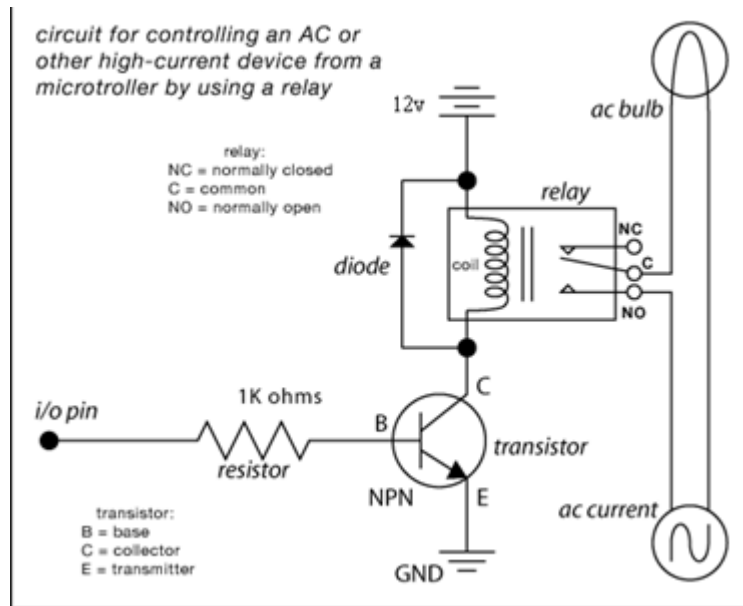 circuit for controlling an AC or
other high-current device from a
microtroller by using a relay
12v
ac bulb
relay:
NC = normally closed
C = common
NO = normally open
relay
NC
C
NO
coil
diode
1K ohms
C
i/o pin
B
resistor
transistor
NPN
E
transistor:
B = base
C = collector
E = transmitter
ac current
GND